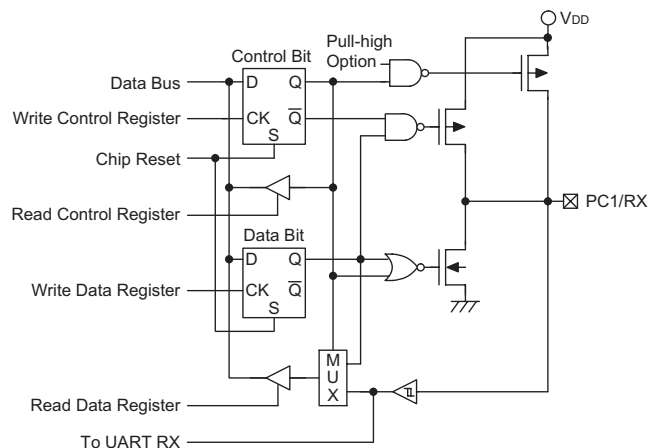 VDD
Control Bit
Pull-high
Option
Data Bus
D
Q
Write Control Register
CK
Q
S
Chip Reset
Read Control Register
PC1/RX
Data Bit
D
Q
Write Data Register
CK
Q
S
M
U
X
Read Data Register
To UART RX